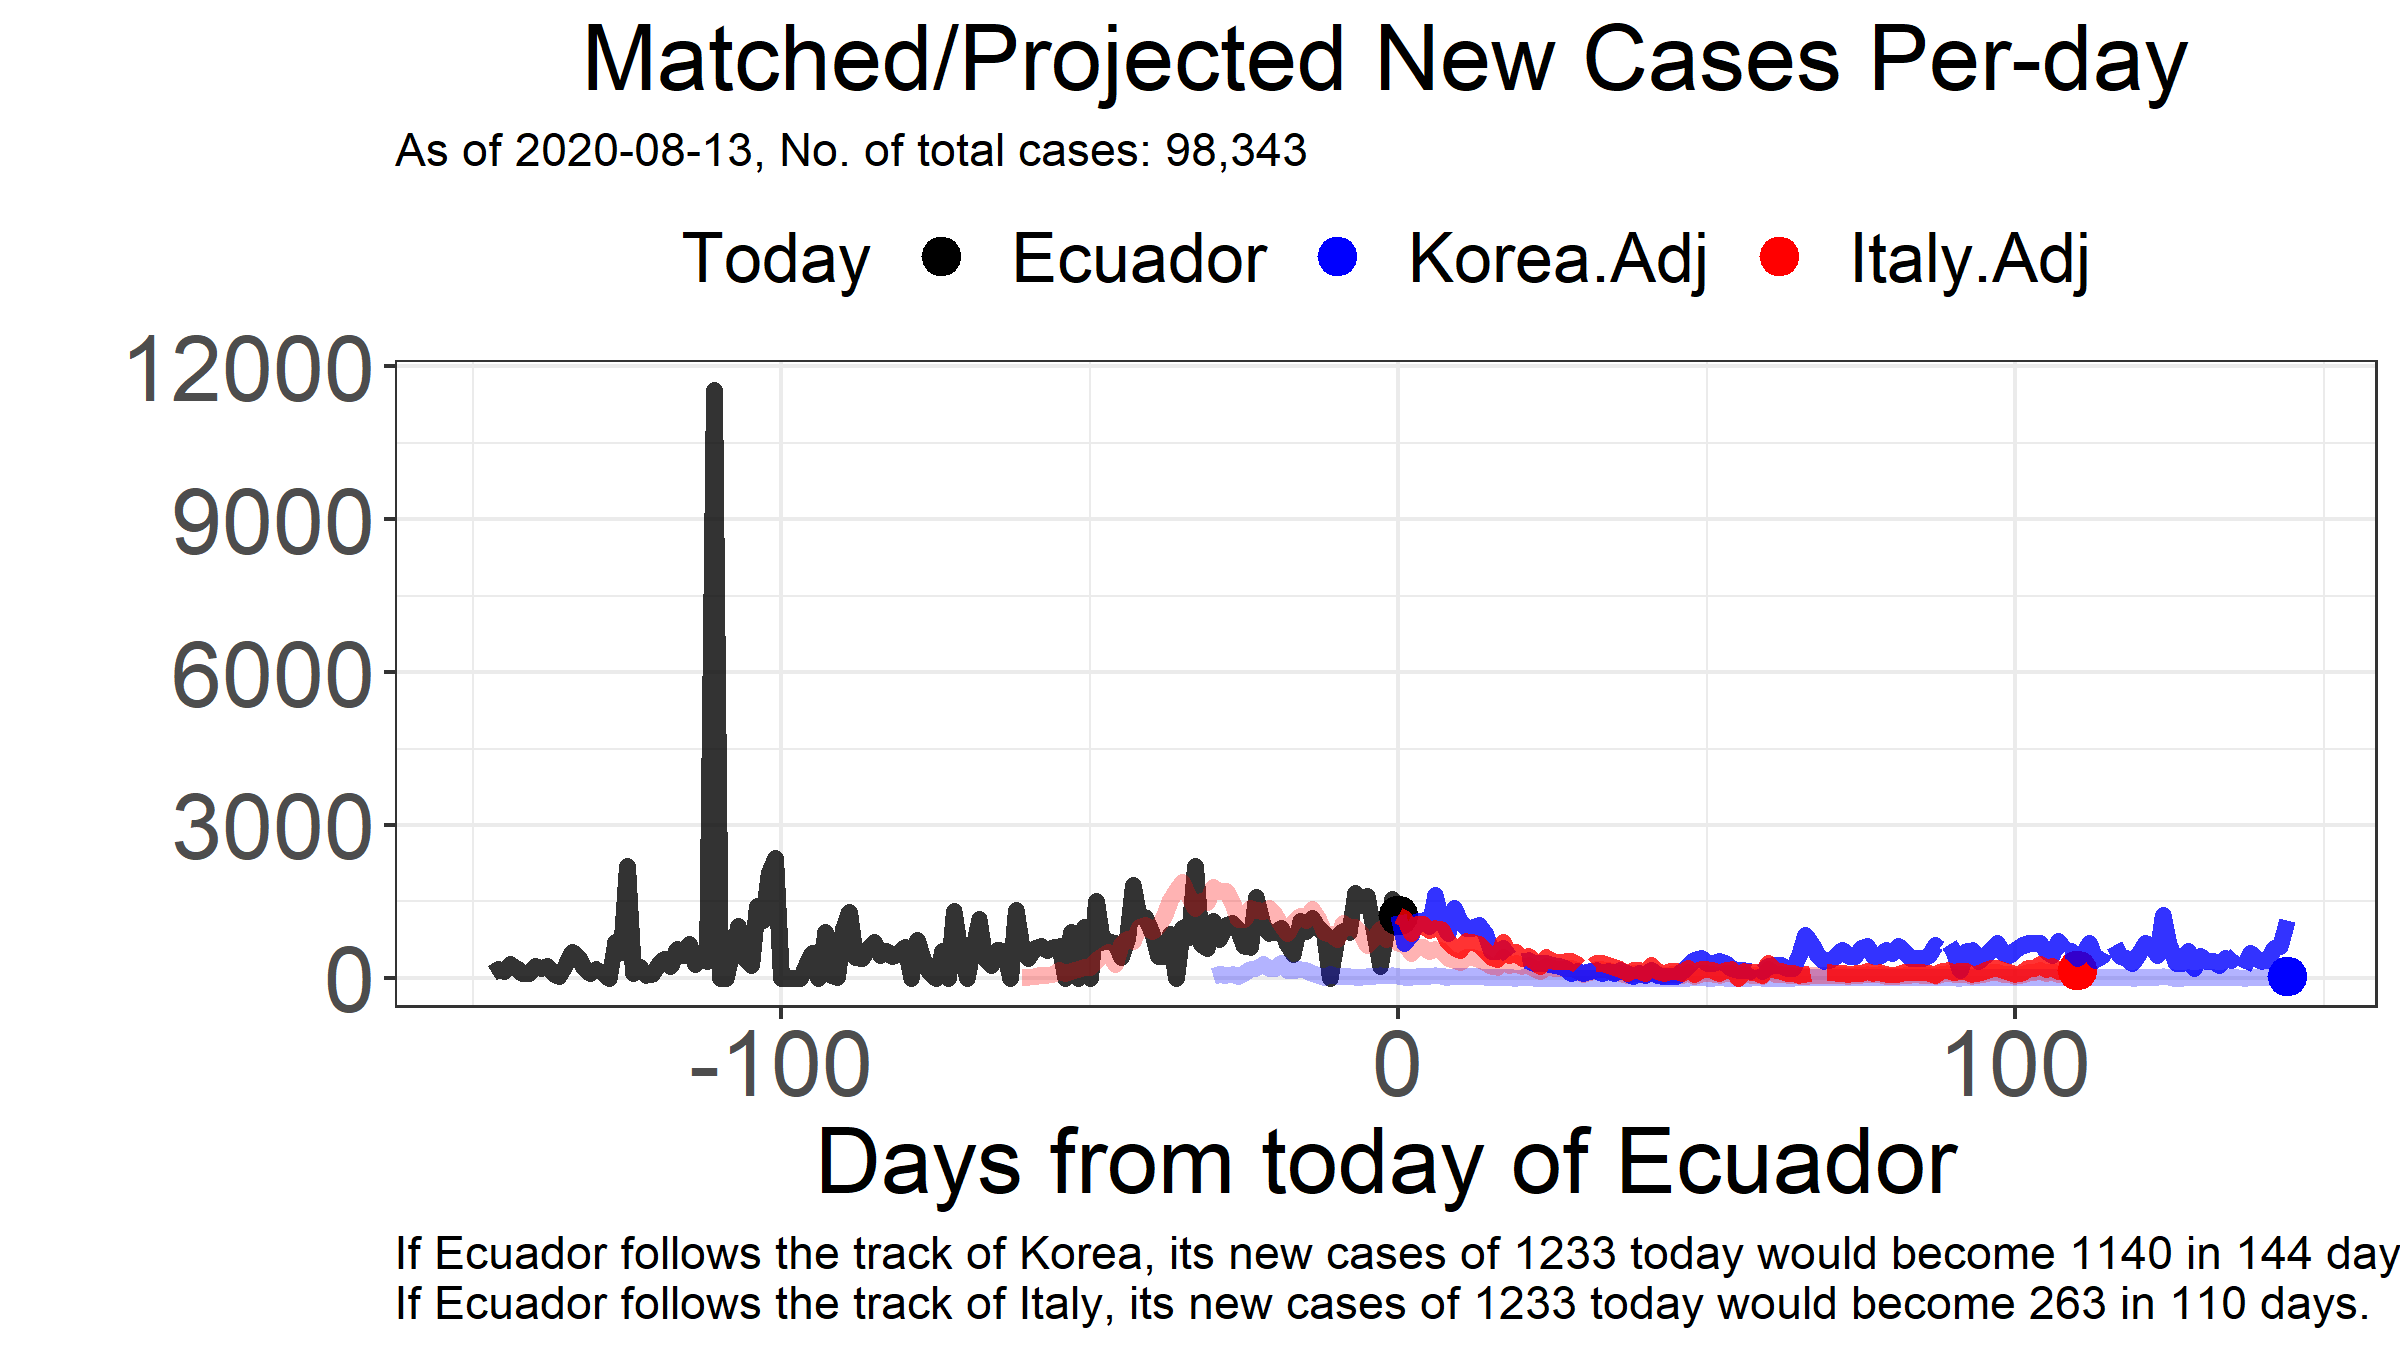 Matched/Projected New Cases Per-day
As of 2020-08-13, No. of total cases: 98,343
Today Ecuador Korea.Adj Italy.Adj
12000
9000
6000
3000
0
-100 0 100
Days from today of Ecuador
If Ecuador follows the track of Korea, its new cases of 1233 today would become 1140 in 144 day
If Ecuador follows the track of Italy, its new cases of 1233 today would become 263 in 110 days.